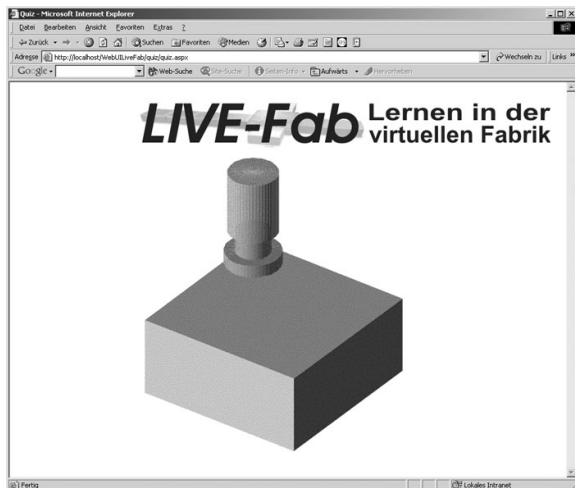 Quiz - Microsoft Internet Explorer
Datei Bearbeiten Ansicht Favoriten Extras ?
Zurück Suchen Favoriten Medien
Adresse http://localhost/WebUILiveFab/quiz/quiz.aspx Wechseln zu Links »
Google Web-Suche Site-Suche Seiten-Info Aufwärts Hervorheben
LIVE-Fab Lernen in der
virtuellen Fabrik
Fertig Lokales Intranet